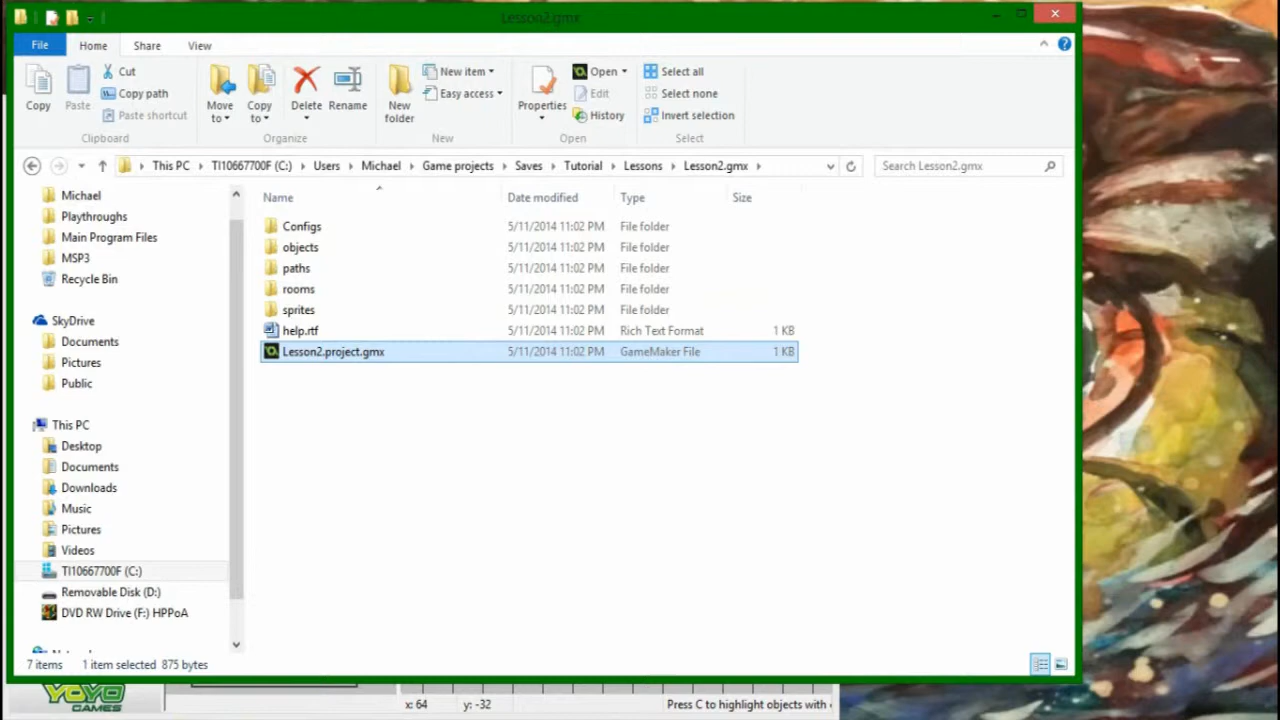 Lesson2.gmx
File Home Share View
Copy
Paste
Cut
Copy path
Paste shortcut
Clipboard
Move to
Copy to
Delete
Rename
Organize
New folder
New item
Easy access
New
Properties
Open
Edit
History
Open
Select all
Select none
Invert selection
Select
This PC TI10667700F (C:) Users Michael Game projects Saves Tutorial Lessons Lesson2.gmx
Search Lesson2.gmx
Michael
Playthroughs
Main Program Files
MSP3
Recycle Bin
SkyDrive
Documents
Pictures
Public
This PC
Desktop
Documents
Downloads
Music
Pictures
Videos
TI10667700F (C:)
Removable Disk (D:)
DVD RW Drive (F:) HPPoA
Name Date modified Type Size
Configs 5/11/2014 11:02 PM File folder
objects 5/11/2014 11:02 PM File folder
paths 5/11/2014 11:02 PM File folder
rooms 5/11/2014 11:02 PM File folder
sprites 5/11/2014 11:02 PM File folder
help.rtf 5/11/2014 11:02 PM Rich Text Format 1 KB
Lesson2.project.gmx 5/11/2014 11:02 PM GameMaker File 1 KB
7 items 1 item selected 875 bytes
YOYO
GAMES
x: 64 y: -32 Press C to highlight objects with